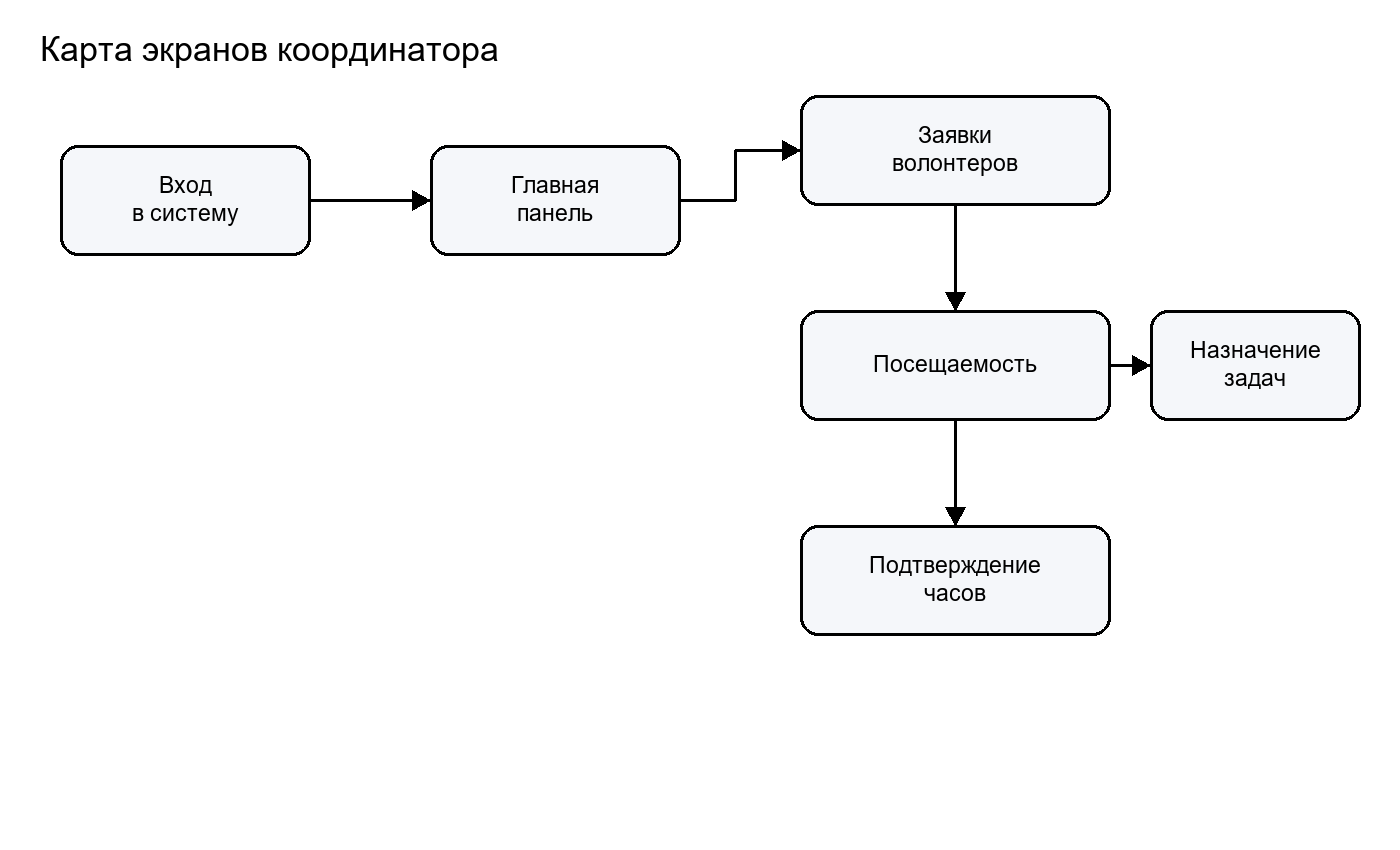 Карта экранов координатора
Вход
в систему
Главная
панель
Заявки
волонтеров
Посещаемость
Назначение
задач
Подтверждение
часов